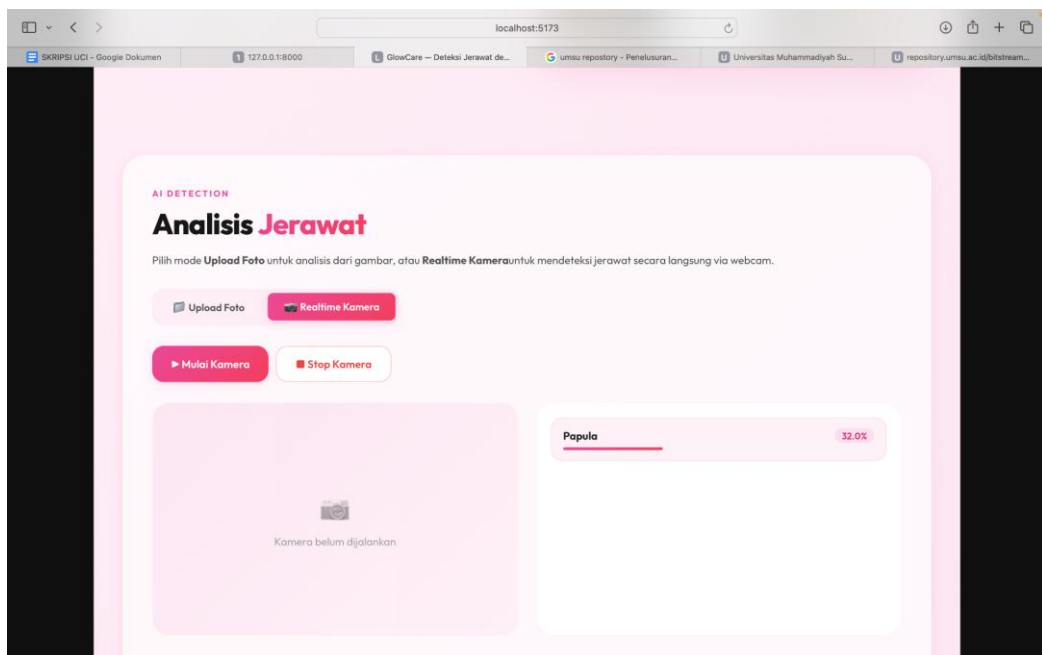 localhost:5173
SKRIPSI UCI - Google Dokumen
1 127.0.0.1:8000
L GlowCare — Deteksi Jerawat de...
G umsu repostory - Penelusuran...
U Universitas Muhammadiyah Su...
U repository.umsu.ac.id/bitstream...
AI DETECTION
Analisis Jerawat
Pilih mode Upload Foto untuk analisis dari gambar, atau Realtime Kamerauntuk mendeteksi jerawat secara langsung via webcam.
Upload Foto
Realtime Kamera
Mulai Kamera
Stop Kamera
Papula
32.0%
Kamera belum dijalankan